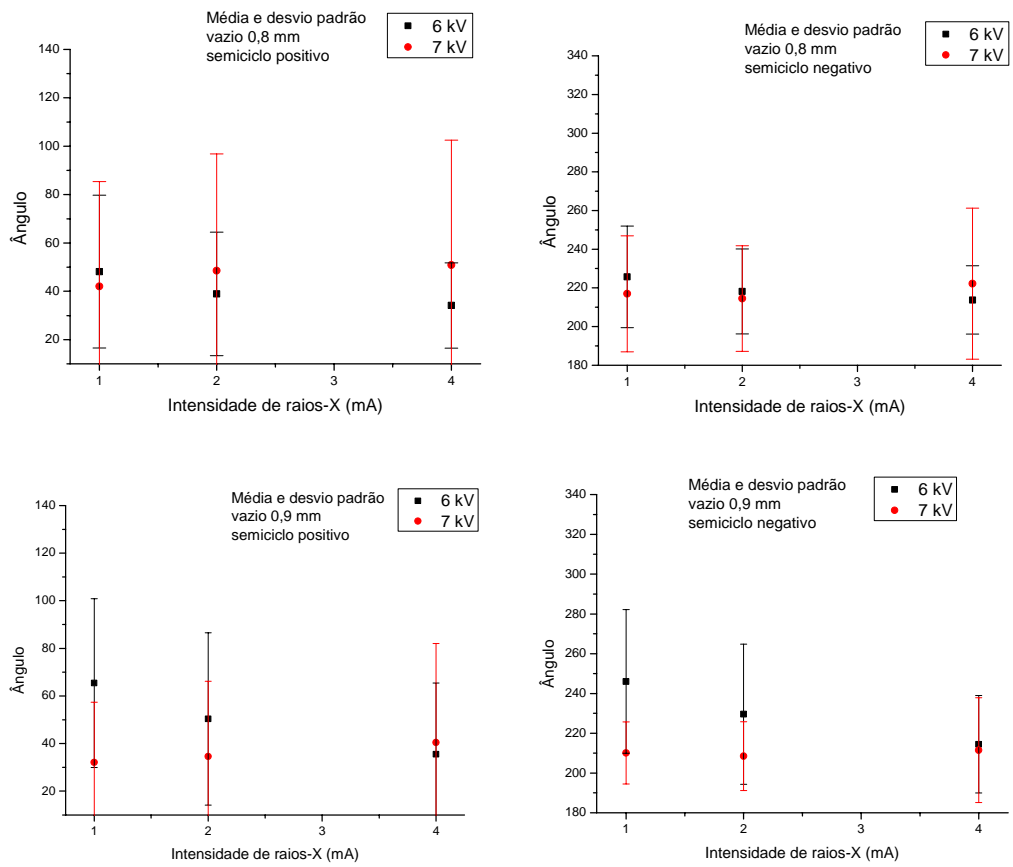 Média e desvio padrão
vazio 0,8 mm
semiciclo positivo
6 kV
7 kV
140
120
100
80
60
40
20
Ângulo
1
2
3
4
Intensidade de raios-X (mA)
Média e desvio padrão
vazio 0,8 mm
semiciclo negativo
6 kV
7 kV
340
320
300
280
260
240
220
200
180
Ângulo
1
2
3
4
Intensidade de raios-X (mA)
Média e desvio padrão
vazio 0,9 mm
semiciclo positivo
6 kV
7 kV
140
120
100
80
60
40
20
Ângulo
1
2
3
4
Intensidade de raios-X (mA)
Média e desvio padrão
vazio 0,9 mm
semiciclo negativo
6 kV
7 kV
340
320
300
280
260
240
220
200
180
Ângulo
1
2
3
4
Intensidade de raios-X (mA)